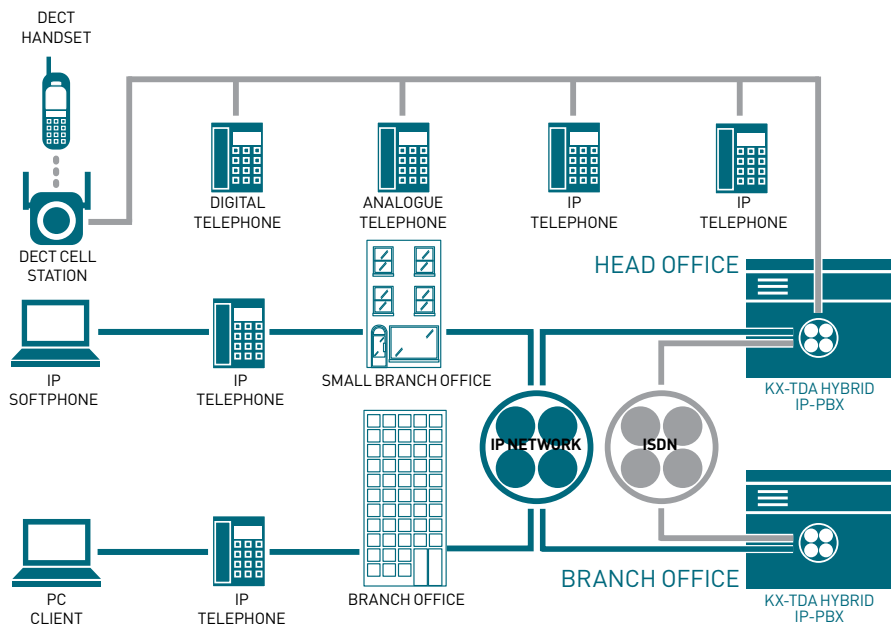 DECT
HANDSET
DIGITAL
TELEPHONE
ANALOGUE
TELEPHONE
IP
TELEPHONE
IP
TELEPHONE
DECT CELL
STATION
HEAD OFFICE
IP
SOFTPHONE
IP
TELEPHONE
SMALL BRANCH OFFICE
KX-TDA HYBRID
IP-PBX
IP NETWORK
ISDN
PC
CLIENT
IP
TELEPHONE
BRANCH OFFICE
BRANCH OFFICE
KX-TDA HYBRID
IP-PBX